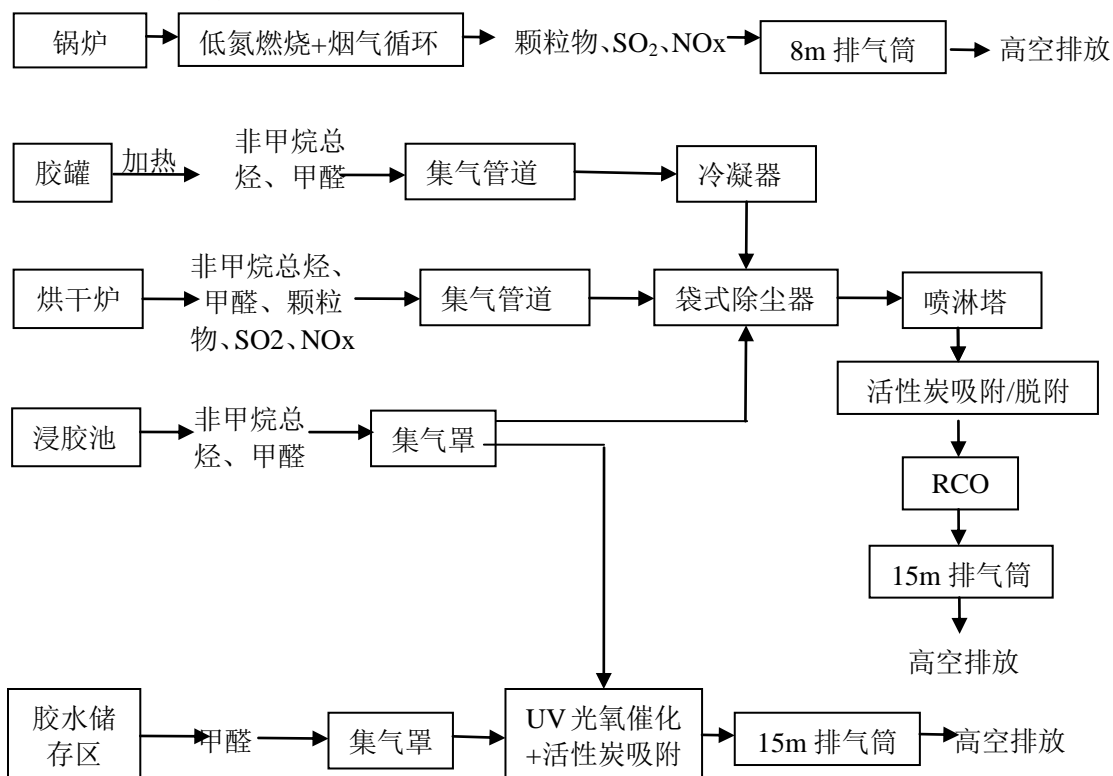 锅炉
低氮燃烧+烟气循环
颗粒物、SO₂、NOx
8m 排气筒
高空排放
胶罐
加热
非甲烷总
烃、甲醛
集气管道
冷凝器
烘干炉
非甲烷总烃、
甲醛、颗粒
物、SO2、NOx
集气管道
袋式除尘器
喷淋塔
活性炭吸附/脱附
浸胶池
非甲烷总
烃、甲醛
集气罩
RCO
15m 排气筒
高空排放
胶水储
存区
甲醛
集气罩
UV 光氧催化
+活性炭吸附
15m 排气筒
高空排放